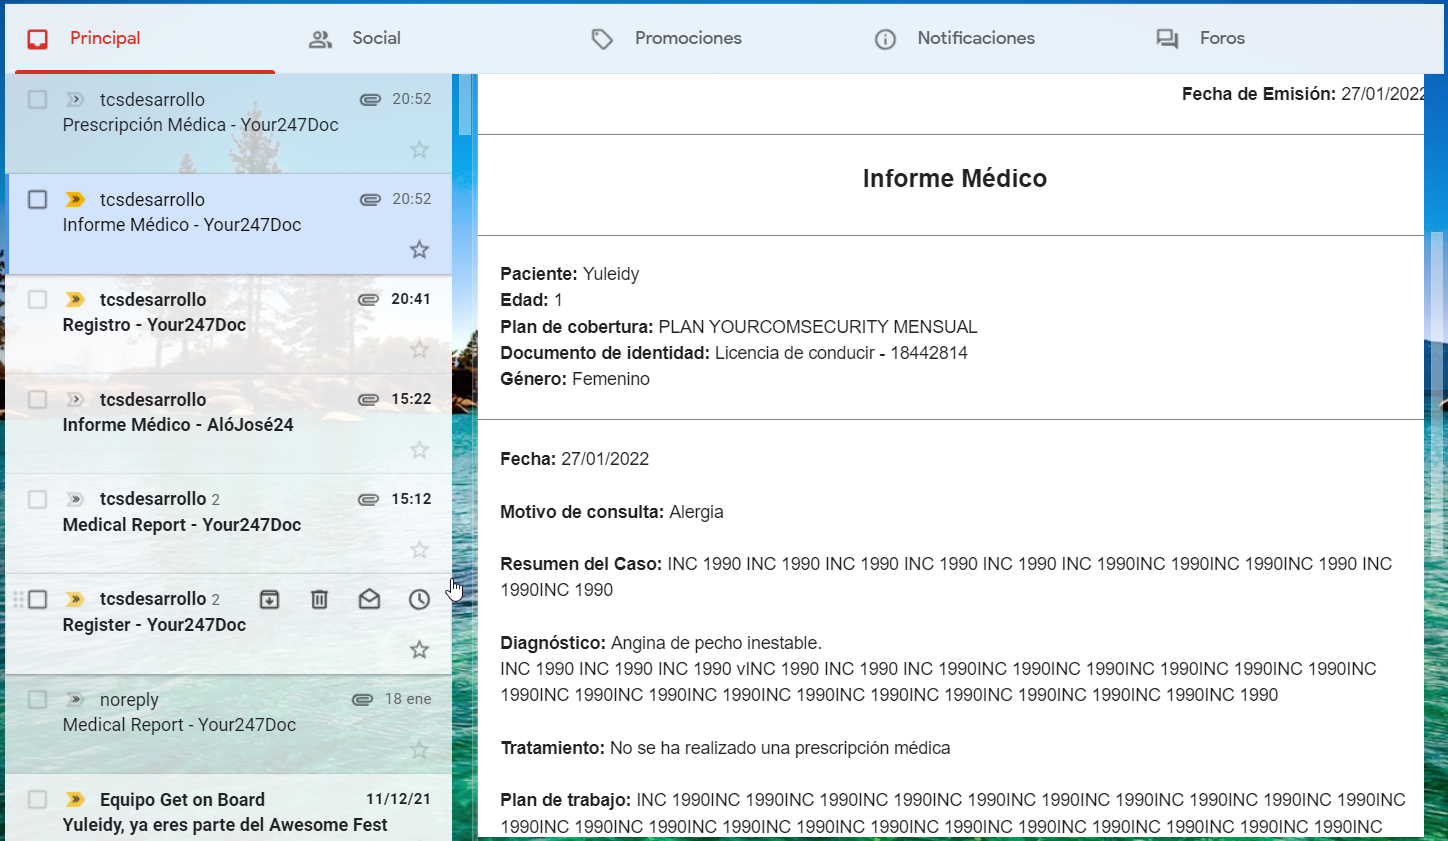 Principal
Social
Promociones
Notificaciones
Foros
tcsdesarrollo 20:52
Prescripción Médica - Your247Doc
tcsdesarrollo 20:52
Informe Médico - Your247Doc
tcsdesarrollo 20:41
Registro - Your247Doc
tcsdesarrollo 15:22
Informe Médico - AlóJosé24
tcsdesarrollo 2 15:12
Medical Report - Your247Doc
tcsdesarrollo 2
Register - Your247Doc
noreply 18 ene
Medical Report - Your247Doc
Equipo Get on Board 11/12/21
Yuleidy, ya eres parte del Awesome Fest
Fecha de Emisión: 27/01/2022
Informe Médico
Paciente: Yuleidy
Edad: 1
Plan de cobertura: PLAN YOURCOMSECURITY MENSUAL
Documento de identidad: Licencia de conducir - 18442814
Género: Femenino
Fecha: 27/01/2022
Motivo de consulta: Alergia
Resumen del Caso: INC 1990 INC 1990 INC 1990 INC 1990 INC 1990 INC 1990INC 1990INC 1990INC 1990 INC
1990INC 1990
Diagnóstico: Angina de pecho inestable.
INC 1990 INC 1990 INC 1990 vINC 1990 INC 1990 INC 1990INC 1990INC 1990INC 1990INC 1990INC 1990INC
1990INC 1990INC 1990INC 1990INC 1990INC 1990INC 1990INC 1990INC 1990INC 1990INC 1990
Tratamiento: No se ha realizado una prescripción médica
Plan de trabajo: INC 1990INC 1990INC 1990INC 1990INC 1990INC 1990INC 1990INC 1990INC 1990INC 1990INC
1990INC 1990INC 1990INC 1990INC 1990INC 1990INC 1990INC 1990INC 1990INC 1990INC 1990INC 1990INC